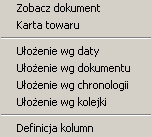 Zobacz dokument
Karta towaru
Ułożenie wg daty
Ułożenie wg dokumentu
Ułożenie wg chronologii
Ułożenie wg kolejki
Definicja kolumn